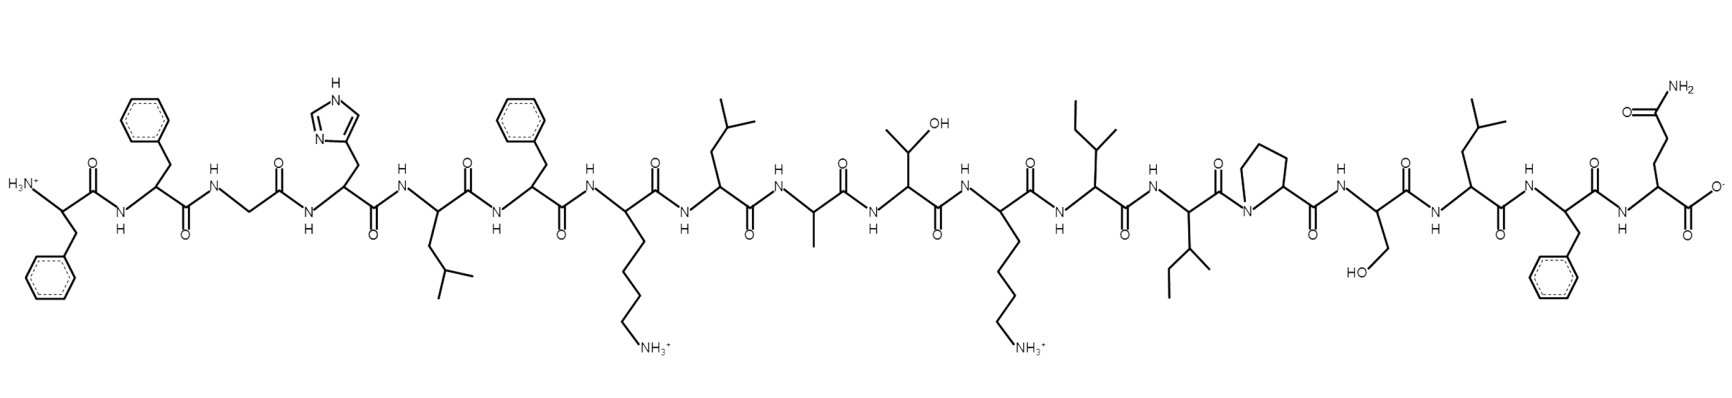 H NH₂
N
O
OH
N
O H O H O H O H O H O H O H O H O
H₃N⁺ N N N N N N N N O⁻
N N N N N N N N N
H O H O H O H O H O H O O H O H O
HO
NH₃⁺ NH₃⁺